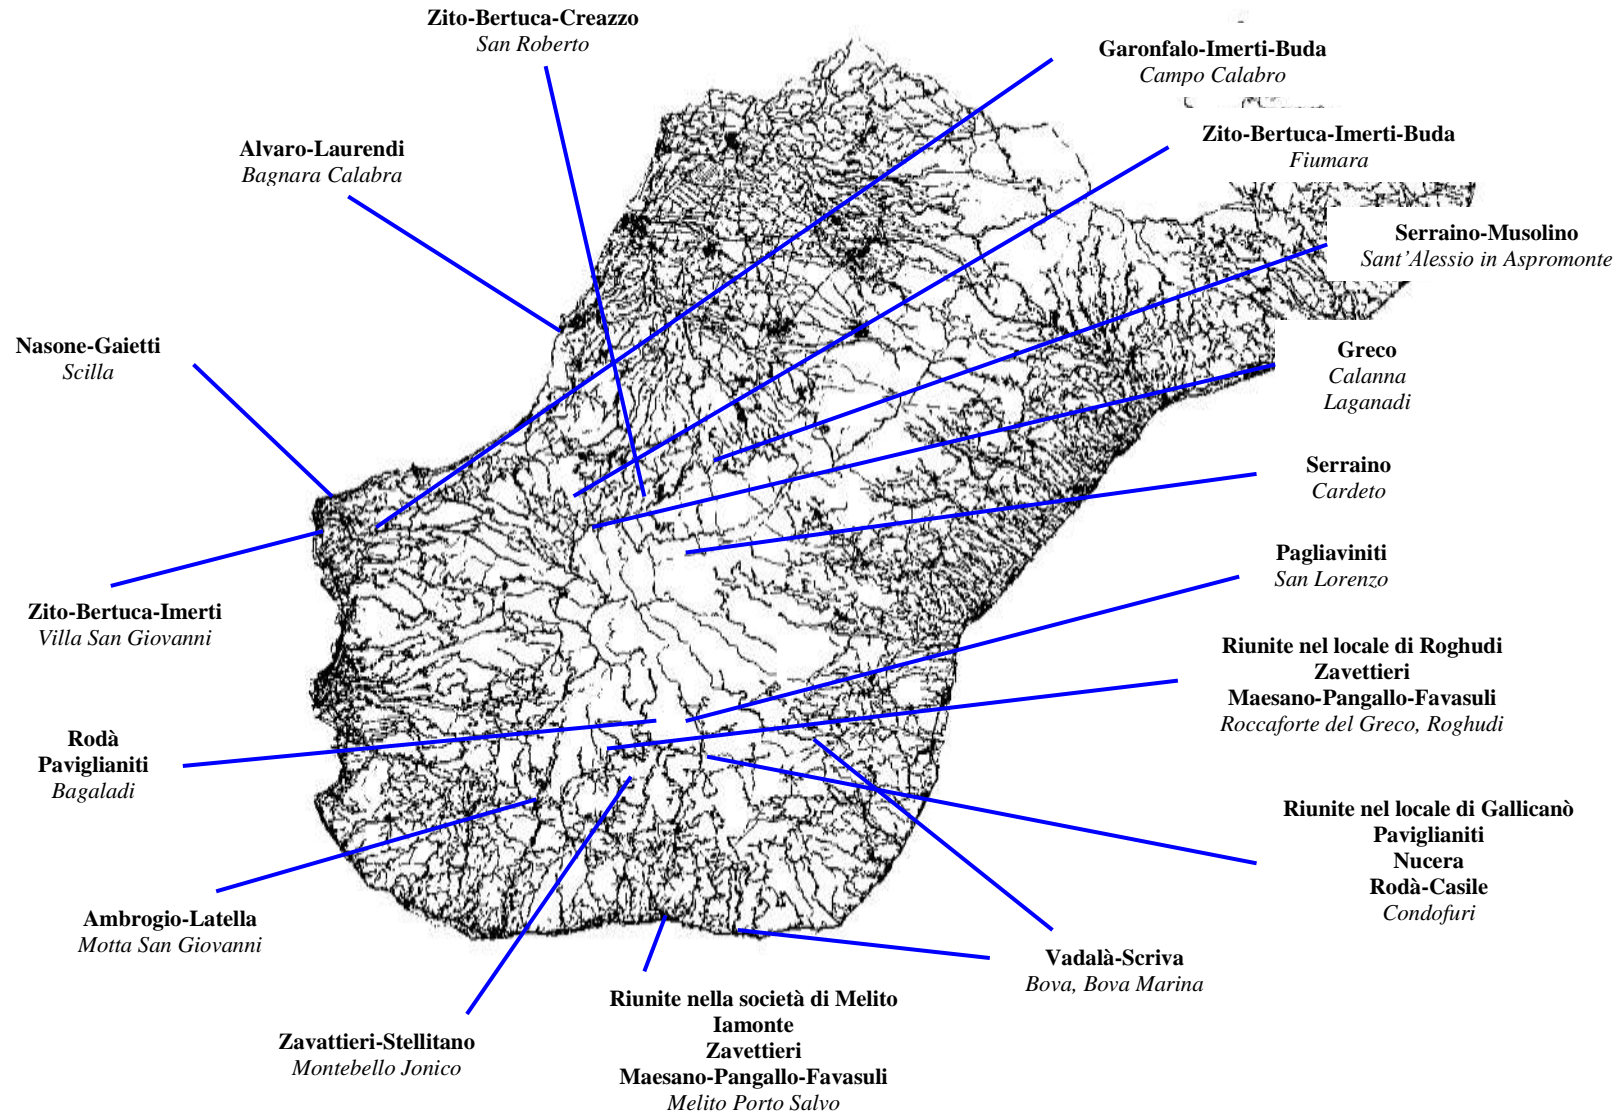 Zito-Bertuca-Creazzo
San Roberto
Garonfalo-Imerti-Buda
Campo Calabro
Zito-Bertuca-Imerti-Buda
Fiumara
Alvaro-Laurendi
Bagnara Calabra
Serraino-Musolino
Sant’Alessio in Aspromonte
Nasone-Gaietti
Scilla
Greco
Calanna
Laganadi
Serraino
Cardeto
Pagliaviniti
San Lorenzo
Zito-Bertuca-Imerti
Villa San Giovanni
Riunite nel locale di Roghudi
Zavettieri
Maesano-Pangallo-Favasuli
Roccaforte del Greco, Roghudi
Rodà
Paviglianiti
Bagaladi
Riunite nel locale di Gallicanò
Paviglianiti
Nucera
Rodà-Casile
Condofuri
Ambrogio-Latella
Motta San Giovanni
Vadalà-Scriva
Bova, Bova Marina
Riunite nella società di Melito
Iamonte
Zavettieri
Maesano-Pangallo-Favasuli
Melito Porto Salvo
Zavattieri-Stellitano
Montebello Jonico